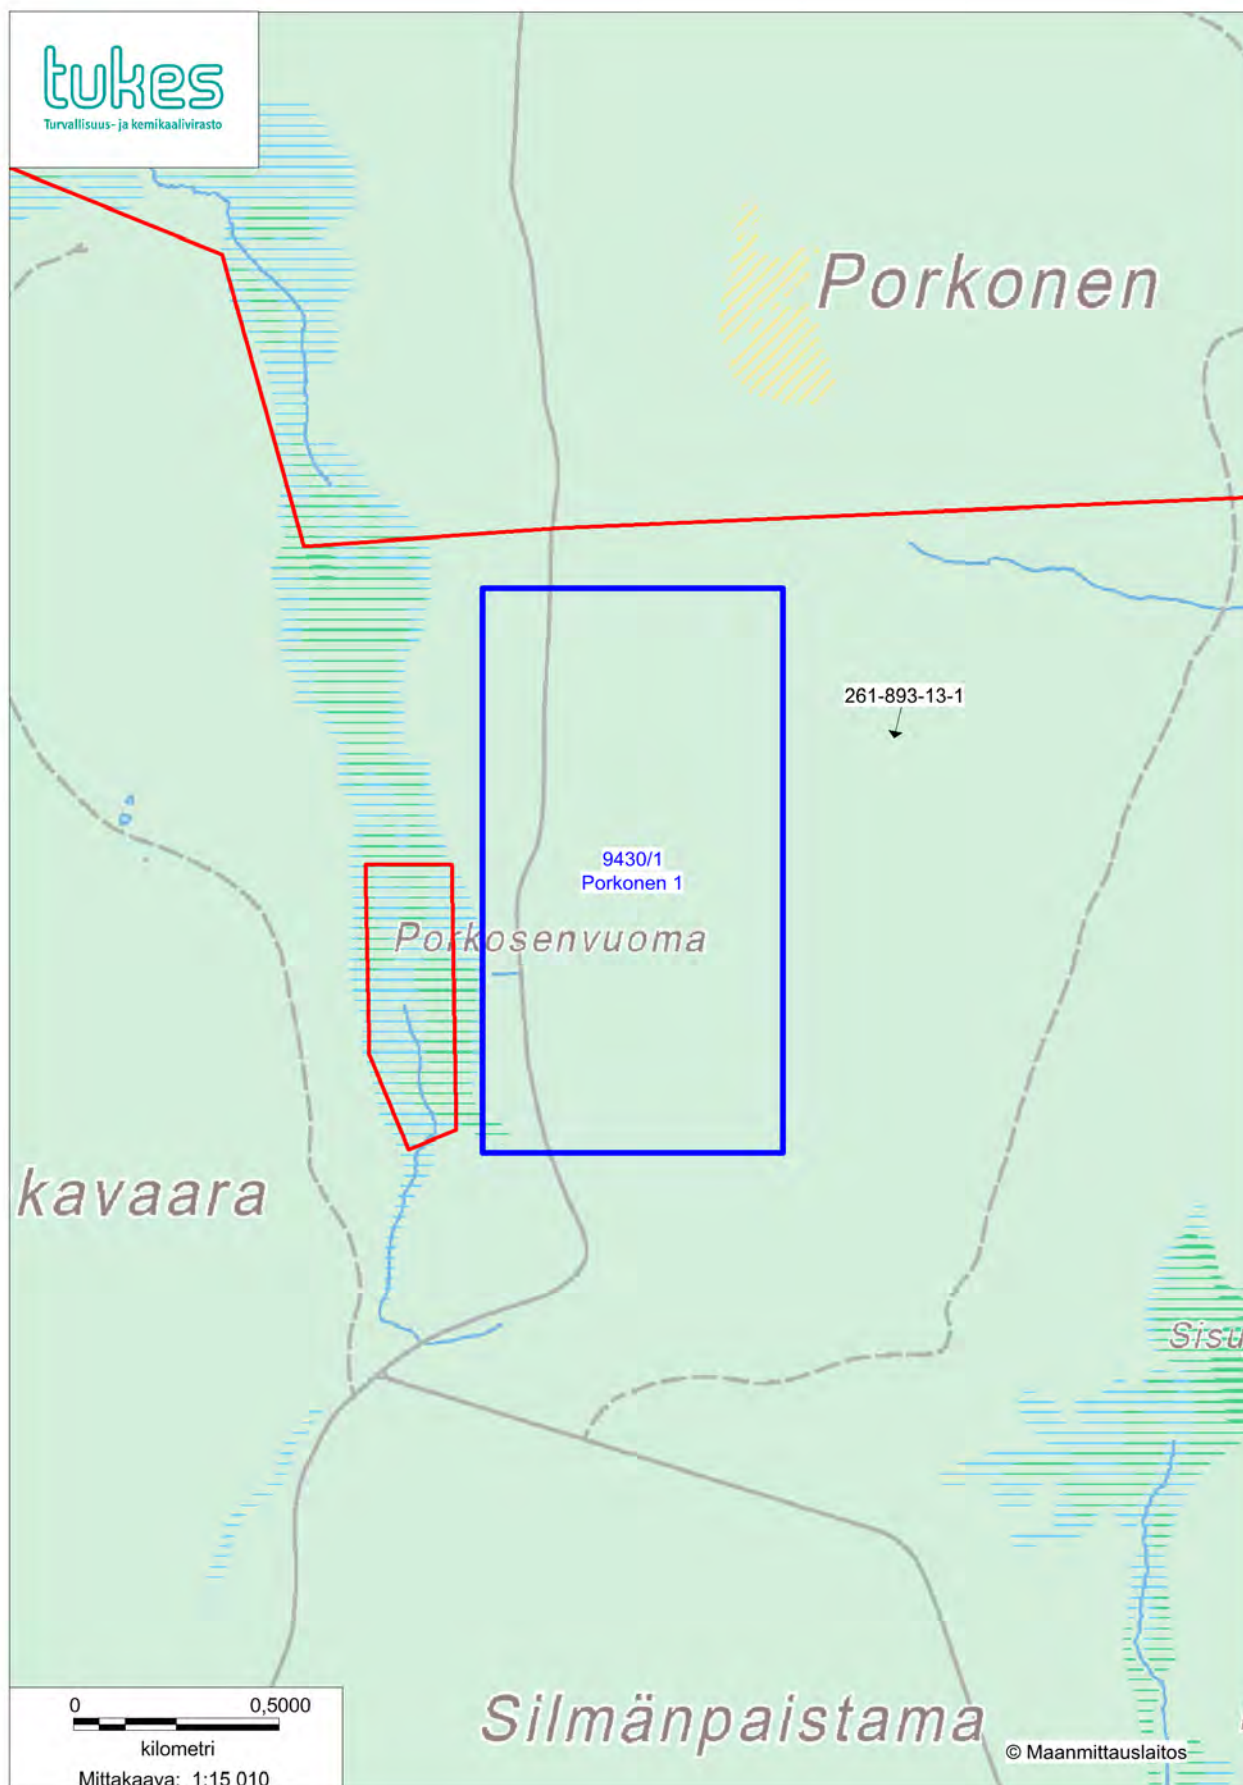 tukes
Turvallisuus- ja kemikaalivirasto
Porkonen
261-893-13-1
9430/1
Porkonen 1
Porkosenvuoma
kavaara
Sisu
0 0,5000
kilometri
Mittakaava: 1:15 010
Silmänpaistama
© Maanmittauslaitos